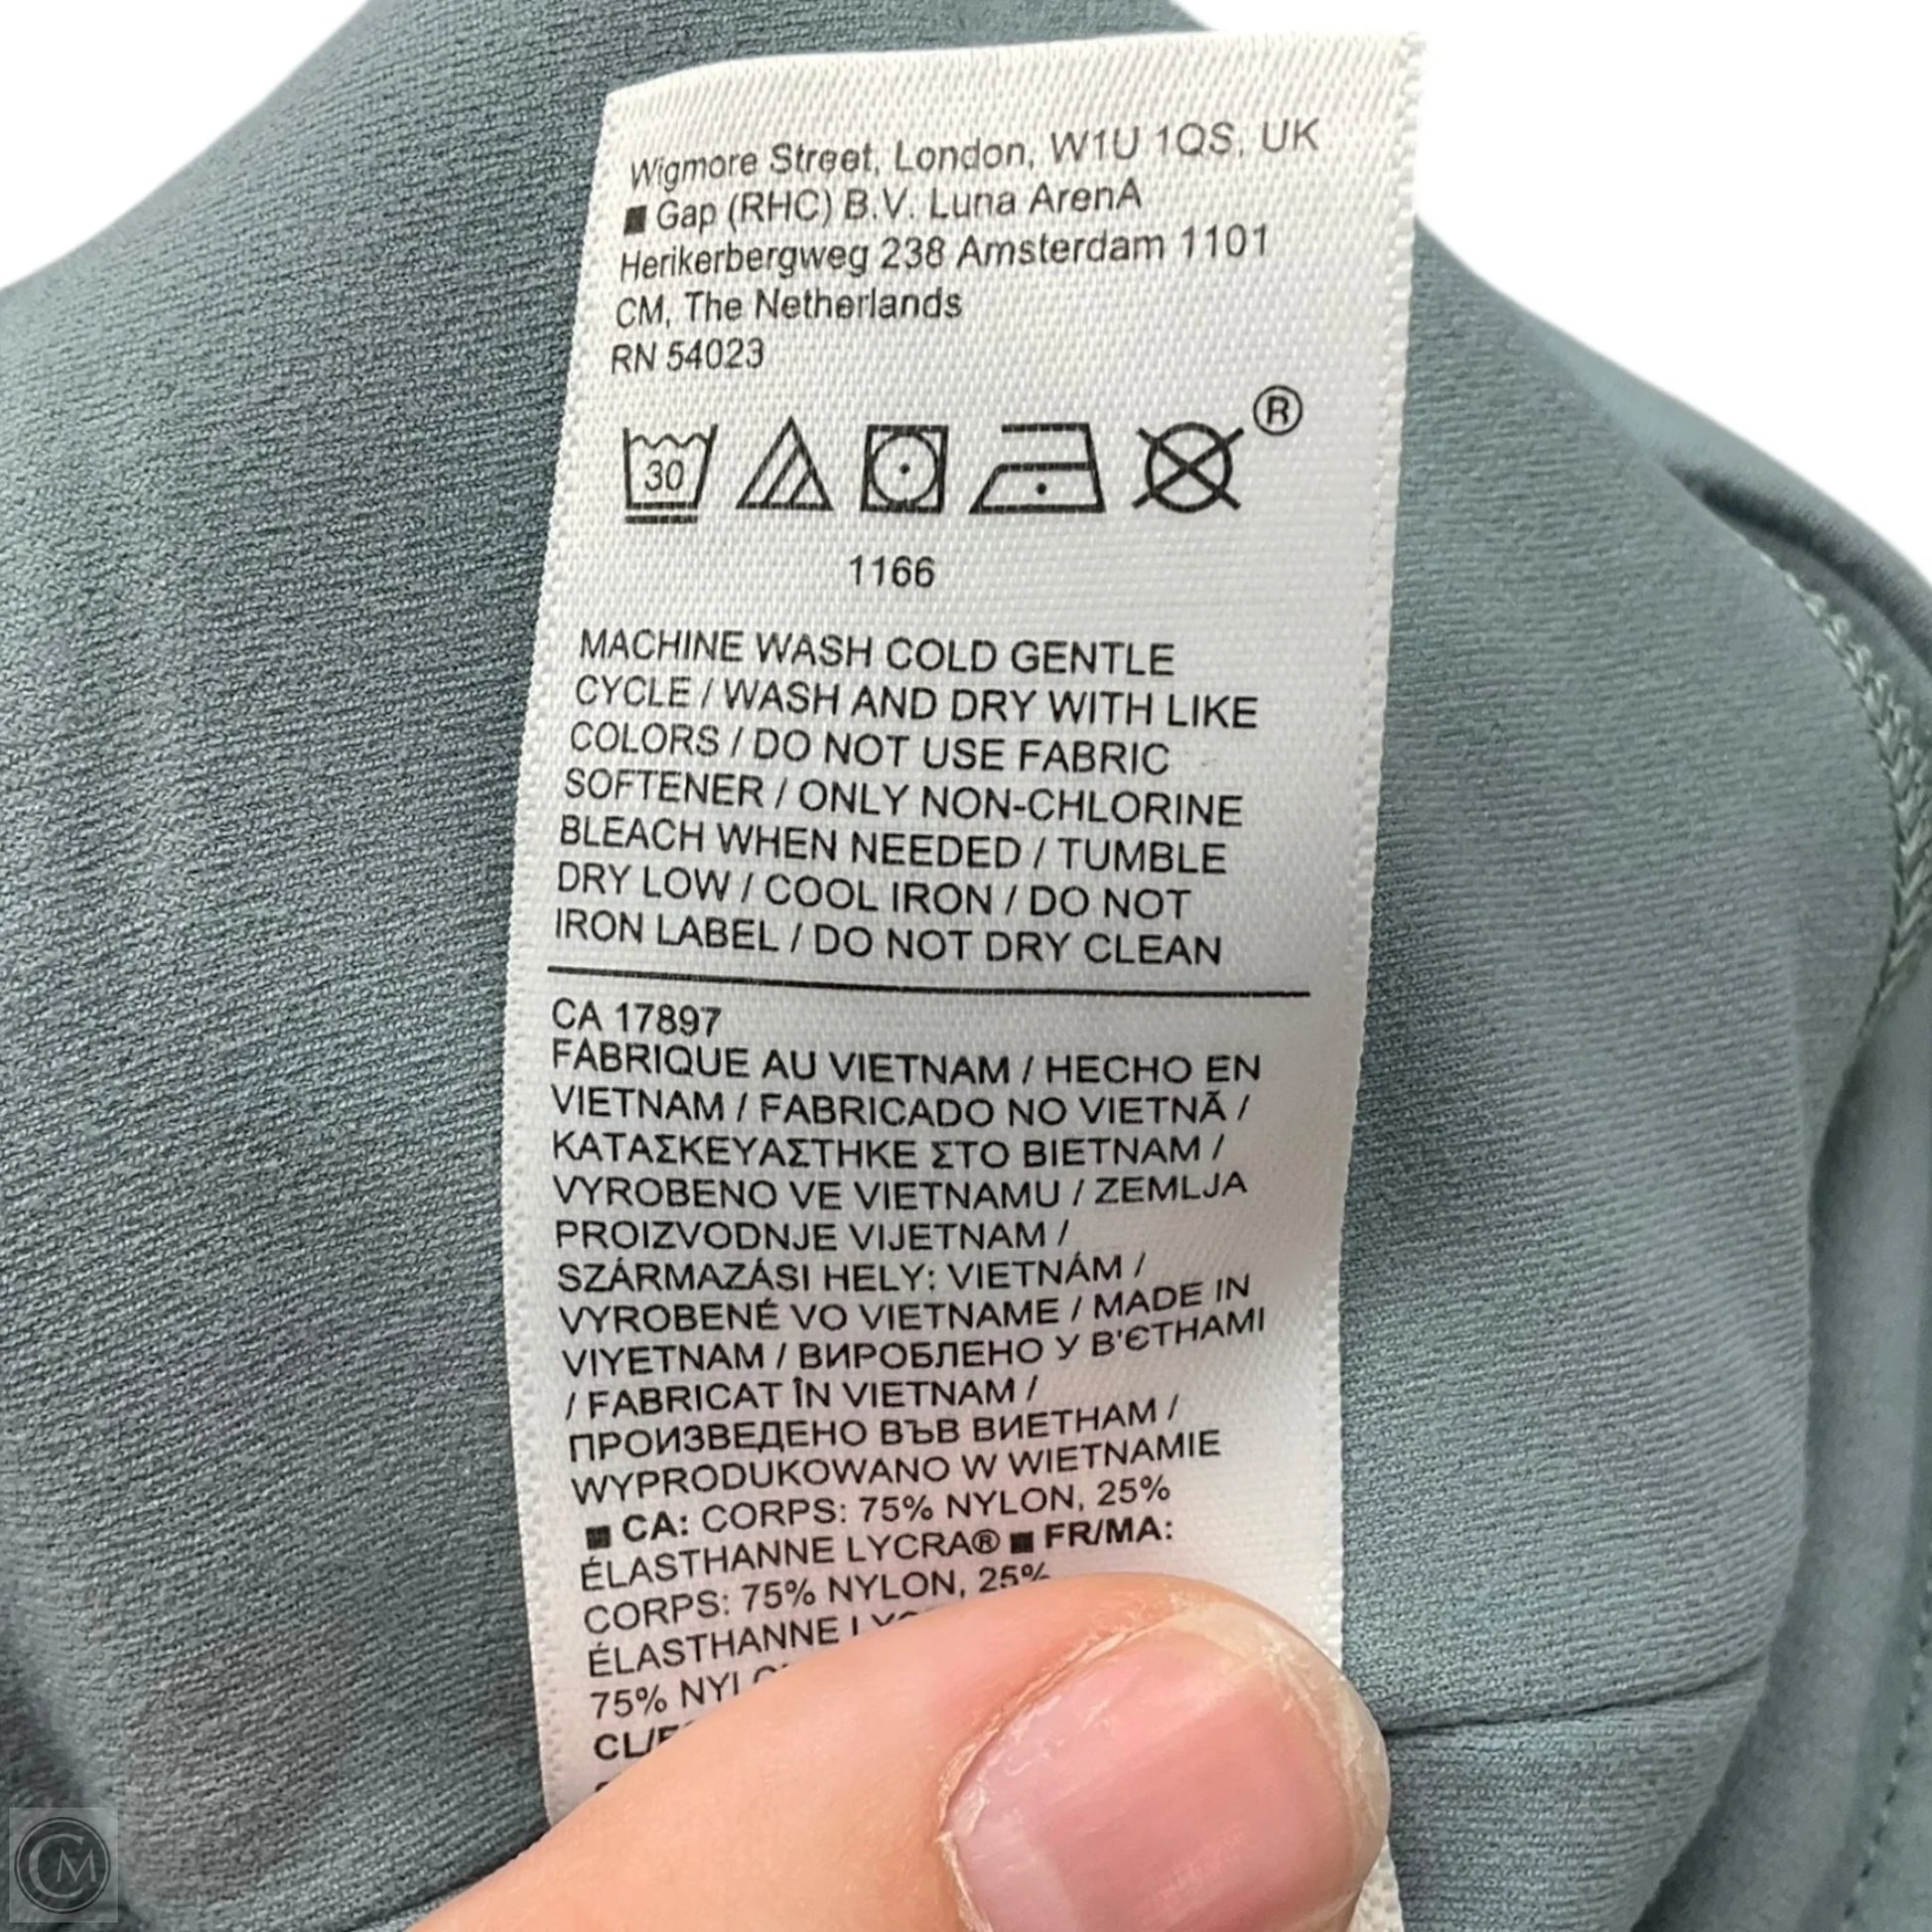 Wigmore Street, London, W1U 1QS, UK
■ Gap (RHC) B.V. Luna ArenA
Herikerbergweg 238 Amsterdam 1101
CM, The Netherlands
RN 54023
®
30
1166
MACHINE WASH COLD GENTLE
CYCLE / WASH AND DRY WITH LIKE
COLORS / DO NOT USE FABRIC
SOFTENER / ONLY NON-CHLORINE
BLEACH WHEN NEEDED / TUMBLE
DRY LOW / COOL IRON / DO NOT
IRON LABEL / DO NOT DRY CLEAN
CA 17897
FABRIQUE AU VIETNAM / HECHO EN
VIETNAM / FABRICADO NO VIETNÃ /
ΚΑΤΑΣΚΕΥΑΣΤΗΚΕ ΣΤΟ ΒΙΕΤΝΑΜ /
VYROBENO VE VIETNAMU / ZEMLJA
PROIZVODNJE VIJETNAM /
SZÁRMAZÁSI HELY: VIETNÁM /
VYROBENÉ VO VIETNAME / MADE IN
VIYETNAM / ВИРОБЛЕНО У В'ЄТНАМІ
/ FABRICAT ÎN VIETNAM /
ПРОИЗВЕДЕНО ВЪВ ВИЕТНАМ /
WYPRODUKOWANO W WIETNAMIE
■ CA: CORPS: 75% NYLON, 25%
ÉLASTHANNE LYCRA® ■ FR/MA:
CORPS: 75% NYLON, 25%
ÉLASTHANNE
75%
CM